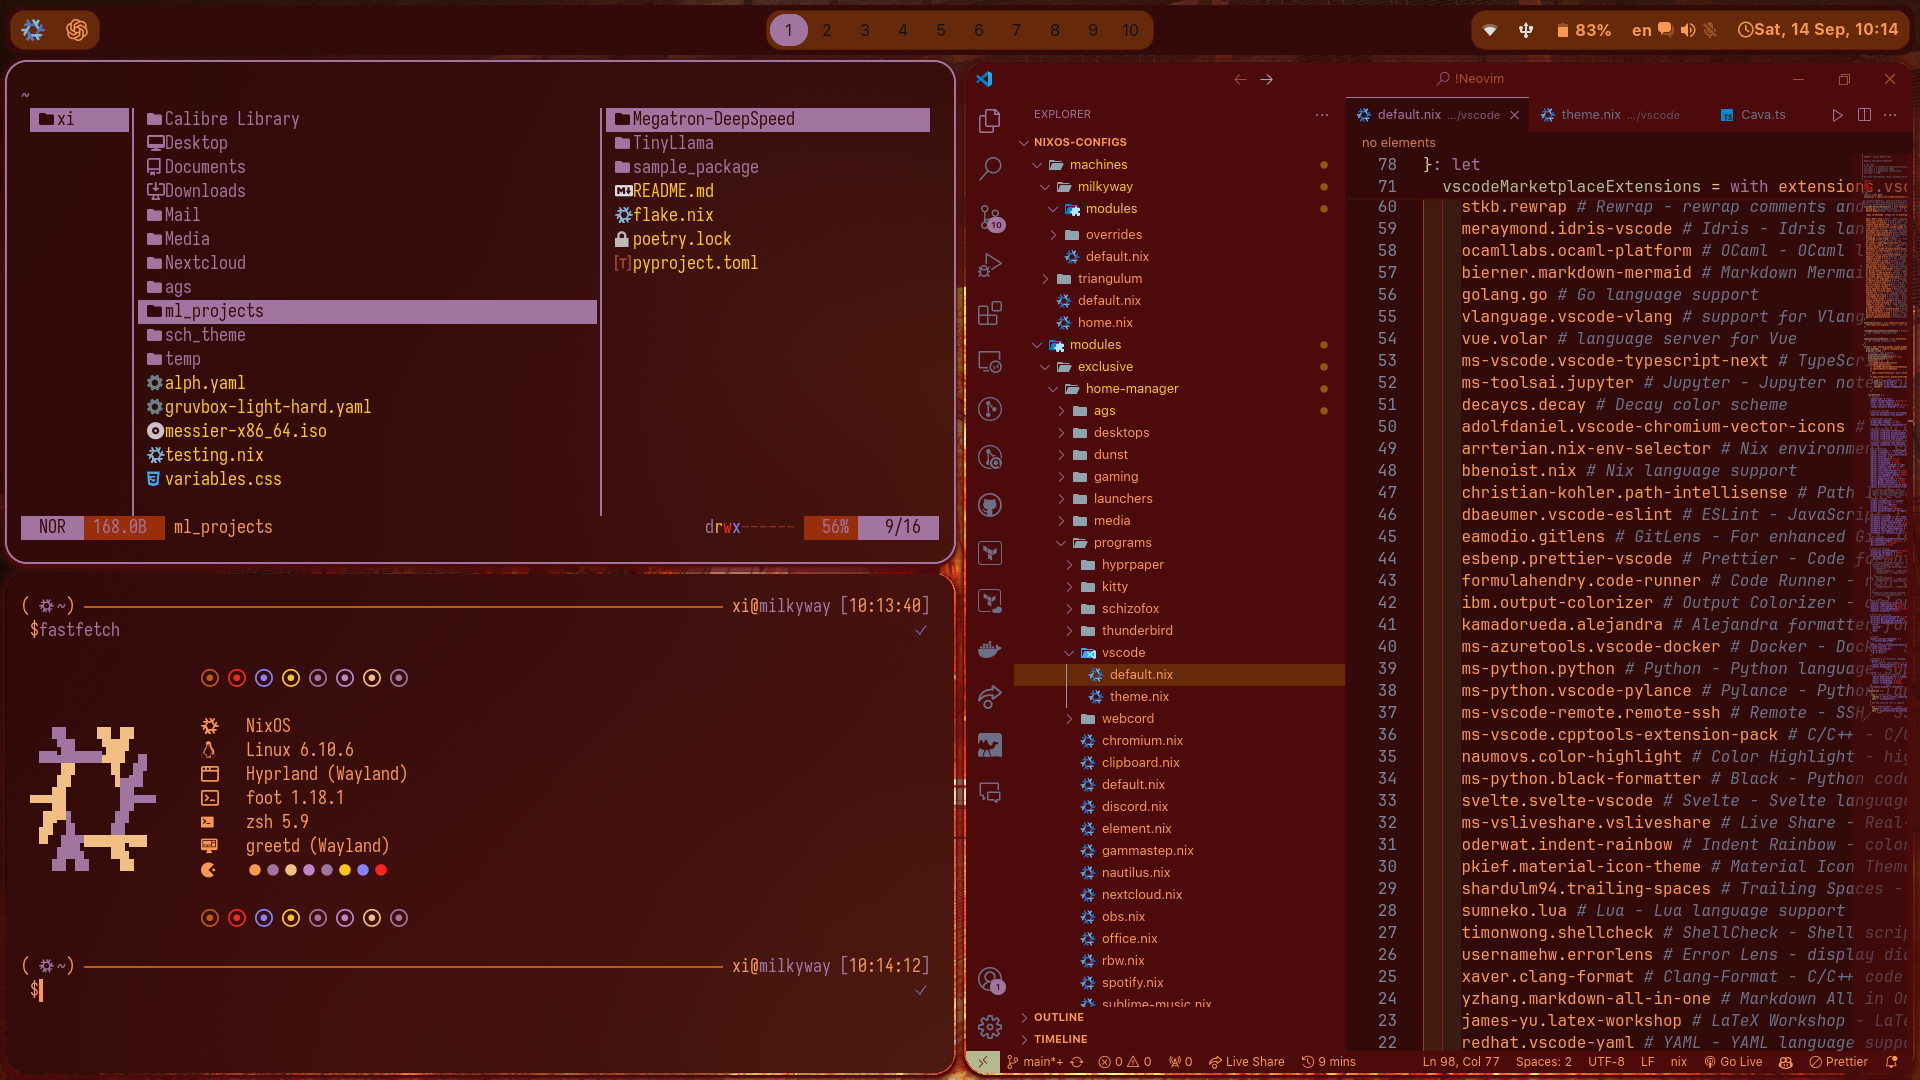 1 2 3 4 5 6 7 8 9 10
83% en Sat, 14 Sep, 10:14
~
xi
Calibre Library
Desktop
Documents
Downloads
Mail
Media
Nextcloud
ags
ml_projects
sch_theme
temp
alph.yaml
gruvbox-light-hard.yaml
messier-x86_64.iso
testing.nix
variables.css
Megatron-DeepSpeed
TinyLlama
sample_package
README.md
flake.nix
poetry.lock
pyproject.toml
NOR 168.0B ml_projects drwx------ 56% 9/16
( ~) xi@milkyway [10:13:40]
$fastfetch ✓
NixOS
Linux 6.10.6
Hyprland (Wayland)
foot 1.18.1
zsh 5.9
greetd (Wayland)
( ~) xi@milkyway [10:14:12]
$ ✓
← → !Neovim
EXPLORER ...
NIXOS-CONFIGS
machines
milkyway
modules
overrides
default.nix
triangulum
default.nix
home.nix
modules
exclusive
home-manager
ags
desktops
dunst
gaming
launchers
media
programs
hyprpaper
kitty
schizofox
thunderbird
vscode
default.nix
theme.nix
webcord
chromium.nix
clipboard.nix
default.nix
discord.nix
element.nix
gammastep.nix
nautilus.nix
nextcloud.nix
obs.nix
office.nix
rbw.nix
spotify.nix
sublime-music.nix
OUTLINE
TIMELINE
10
1
default.nix .../vscode theme.nix .../vscode Cava.ts
no elements
78 }: let
71 vscodeMarketplaceExtensions = with extensions.vsc
60 stkb.rewrap # Rewrap - rewrap comments and
59 meraymond.idris-vscode # Idris - Idris lan
58 ocamllabs.ocaml-platform # OCaml - OCaml l
57 bierner.markdown-mermaid # Markdown Mermai
56 golang.go # Go language support
55 vlanguage.vscode-vlang # support for Vlang
54 vue.volar # language server for Vue
53 ms-vscode.vscode-typescript-next # TypeScr
52 ms-toolsai.jupyter # Jupyter - Jupyter note
51 decaycs.decay # Decay color scheme
50 adolfdaniel.vscode-chromium-vector-icons #
49 arrterian.nix-env-selector # Nix environme
48 bbenoist.nix # Nix language support
47 christian-kohler.path-intellisense # Path
46 dbaeumer.vscode-eslint # ESLint - JavaScrip
45 eamodio.gitlens # GitLens - For enhanced G
44 esbenp.prettier-vscode # Prettier - Code
43 formulahendry.code-runner # Code Runner -
42 ibm.output-colorizer # Output Colorizer -
41 kamadorueda.alejandra # Alejandra formatter
40 ms-azuretools.vscode-docker # Docker -
39 ms-python.python # Python - Python language
38 ms-python.vscode-pylance # Pylance - Python
37 ms-vscode-remote.remote-ssh # Remote - SSH
36 ms-vscode.cpptools-extension-pack # C/C++ - C/
35 naumovs.color-highlight # Color Highlight - hig
34 ms-python.black-formatter # Black - Python code
33 svelte.svelte-vscode # Svelte - Svelte language
32 ms-vsliveshare.vsliveshare # Live Share - Real-
31 oderwat.indent-rainbow # Indent Rainbow - color
30 pkief.material-icon-theme # Material Icon Theme
29 shardulm94.trailing-spaces # Trailing Spaces -
28 sumneko.lua # Lua - Lua language support
27 timonwong.shellcheck # ShellCheck - Shell scrip
26 usernamehw.errorlens # Error Lens - display dia
25 xaver.clang-format # Clang-Format - C/C++ code
24 yzhang.markdown-all-in-one # Markdown All in On
23 james-yu.latex-workshop # LaTeX Workshop - LaTe
22 redhat.vscode-yaml # YAML - YAML language supp
main*+ 0 0 0 Live Share 9 mins Ln 98, Col 77 Spaces: 2 UTF-8 LF nix Go Live Prettier